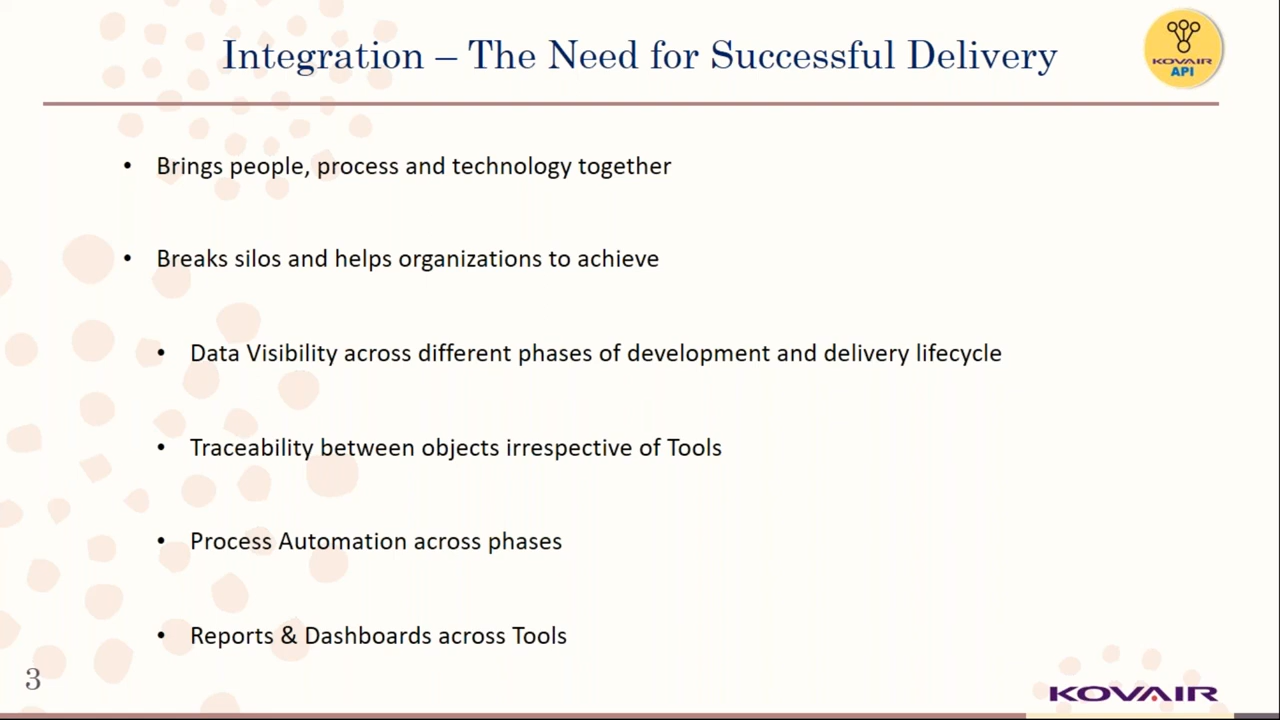 Integration – The Need for Successful Delivery
KOVAIR
API
• Brings people, process and technology together
• Breaks silos and helps organizations to achieve
• Data Visibility across different phases of development and delivery lifecycle
• Traceability between objects irrespective of Tools
• Process Automation across phases
• Reports & Dashboards across Tools
3
KOVAIR